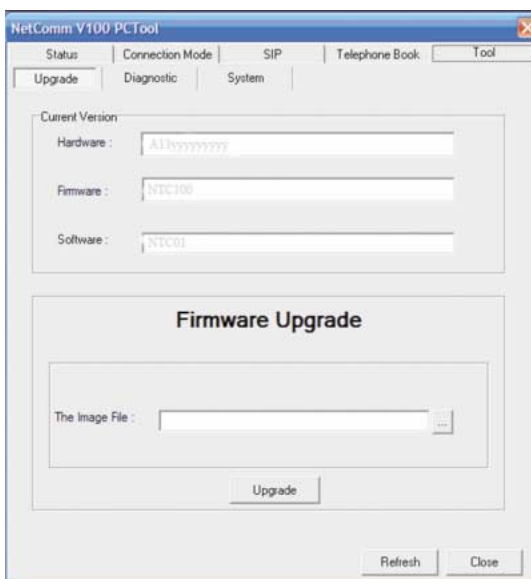 NetComm V100 PCTool
Status Connection Mode SIP Telephone Book Tool
Upgrade Diagnostic System
Current Version
Hardware : A13yyyyyyyyy
Firmware : NTC100
Software : NTC01
Firmware Upgrade
The Image File : ...
Upgrade
Refresh Close